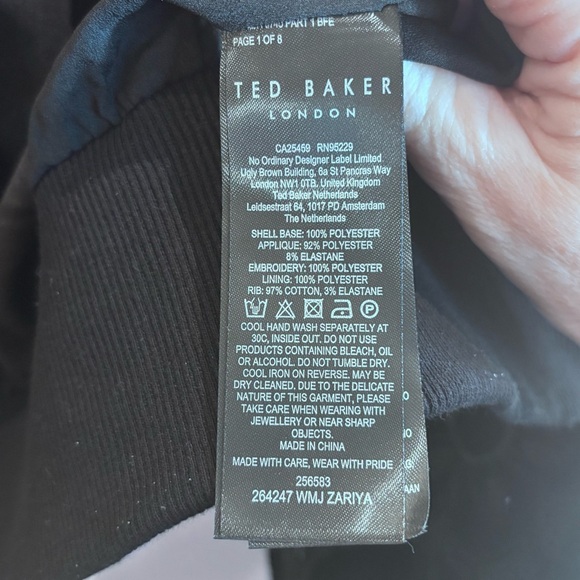 PART 1 BFE
PAGE 1 OF 8
TED BAKER
LONDON
CA25459 RN95229
No Ordinary Designer Label Limited
Ugly Brown Building, 6a St Pancras Way
London NW1 0TB. United Kingdom
Ted Baker Netherlands
Leidsestraat 64, 1017 PD Amsterdam
The Netherlands
SHELL BASE: 100% POLYESTER
APPLIQUE: 92% POLYESTER
8% ELASTANE
EMBROIDERY: 100% POLYESTER
LINING: 100% POLYESTER
RIB: 97% COTTON, 3% ELASTANE
P
COOL HAND WASH SEPARATELY AT
30C, INSIDE OUT. DO NOT USE
PRODUCTS CONTAINING BLEACH, OIL
OR ALCOHOL. DO NOT TUMBLE DRY.
COOL IRON ON REVERSE. MAY BE
DRY CLEANED. DUE TO THE DELICATE
NATURE OF THIS GARMENT, PLEASE
TAKE CARE WHEN WEARING WITH
JEWELLERY OR NEAR SHARP
OBJECTS.
MADE IN CHINA
MADE WITH CARE, WEAR WITH PRIDE
256583
264247 WMJ ZARIYA